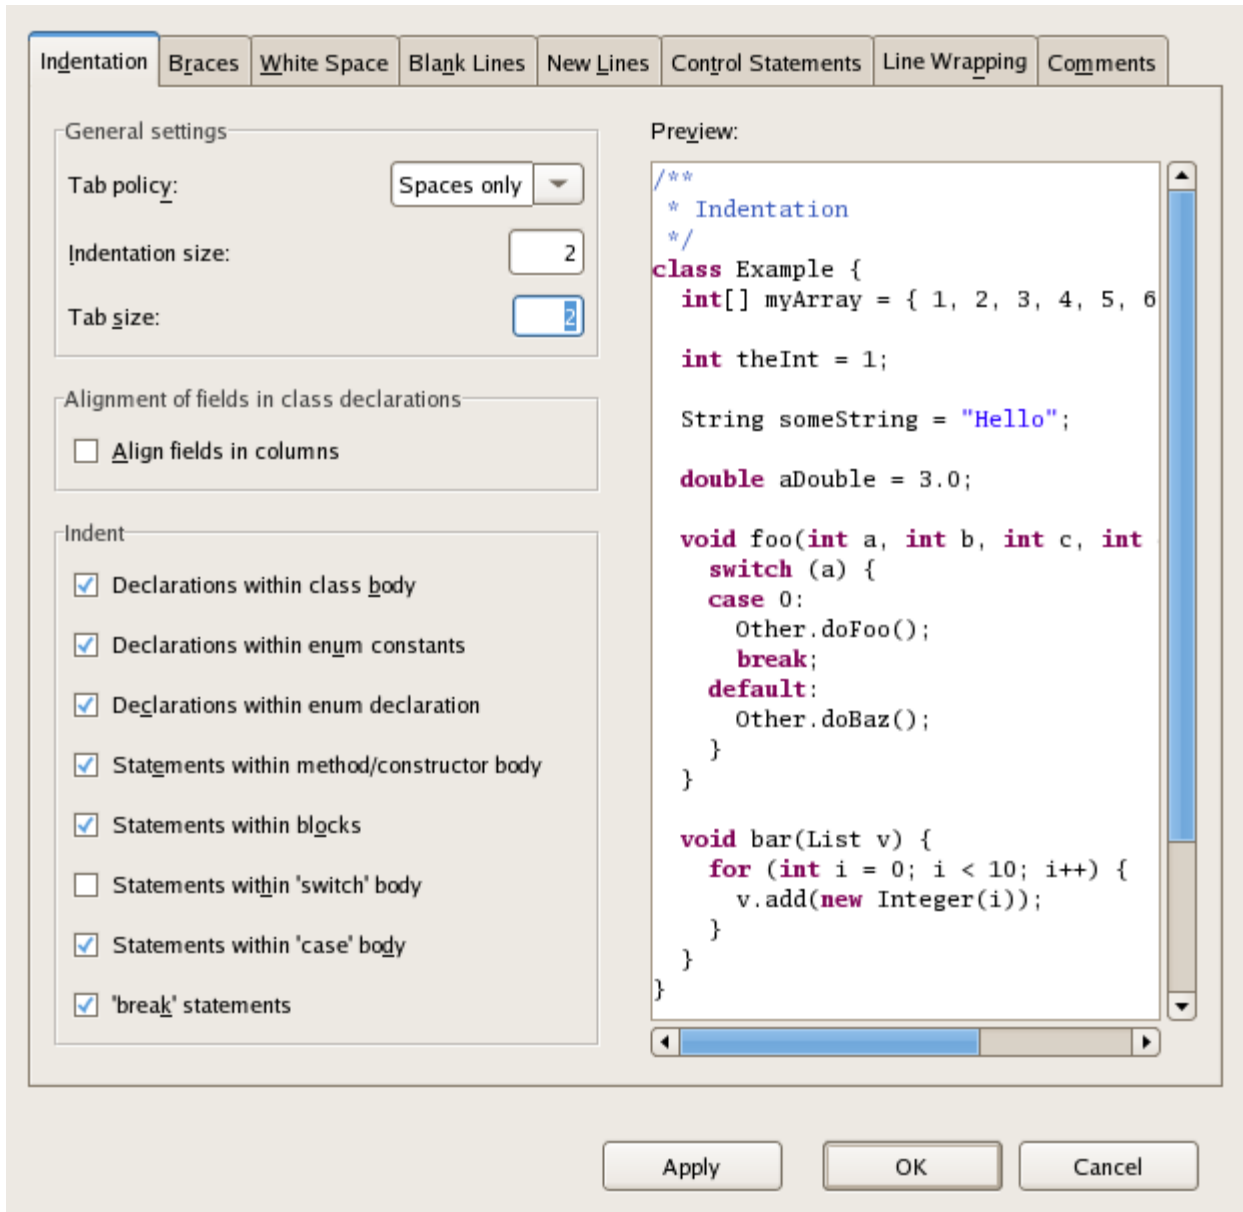 Indentation Braces White Space Blank Lines New Lines Control Statements Line Wrapping Comments
General settings
Tab policy: Spaces only
Indentation size: 2
Tab size: 2
Alignment of fields in class declarations
Align fields in columns
Indent
Declarations within class body
Declarations within enum constants
Declarations within enum declaration
Statements within method/constructor body
Statements within blocks
Statements within 'switch' body
Statements within 'case' body
'break' statements
Preview:
/**
 * Indentation
 */
class Example {
  int[] myArray = { 1, 2, 3, 4, 5, 6
  int theInt = 1;
  String someString = "Hello";
  double aDouble = 3.0;
  void foo(int a, int b, int c, int
    switch (a) {
    case 0:
      Other.doFoo();
      break;
    default:
      Other.doBaz();
    }
  }
  void bar(List v) {
    for (int i = 0; i < 10; i++) {
      v.add(new Integer(i));
    }
  }
}
Apply OK Cancel